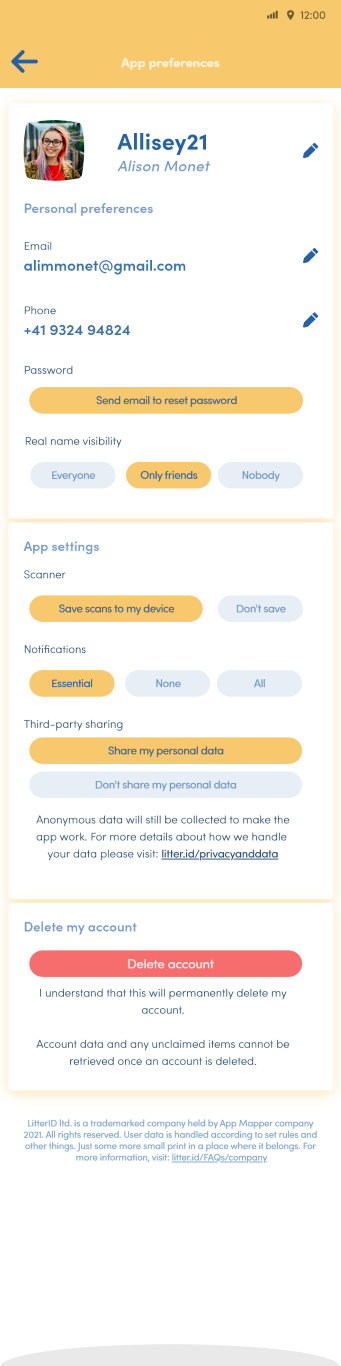 12:00
App preferences
Allisey21
Alison Monet
Personal preferences
Email
alimmonet@gmail.com
Phone
+41 9324 94824
Password
Send email to reset password
Real name visibility
Everyone Only friends Nobody
App settings
Scanner
Save scans to my device Don't save
Notifications
Essential None All
Third-party sharing
Share my personal data
Don't share my personal data
Anonymous data will still be collected to make the
app work. For more details about how we handle
your data please visit: litter.id/privacyanddata
Delete my account
Delete account
I understand that this will permanently delete my
account.
Account data and any unclaimed items cannot be
retrieved once an account is deleted.
LitterID ltd. is a trademarked company held by App Mapper company
2021. All rights reserved. User data is handled according to set rules and
other things. Just some more small print in a place where it belongs. For
more information, visit: litter.id/FAQs/company